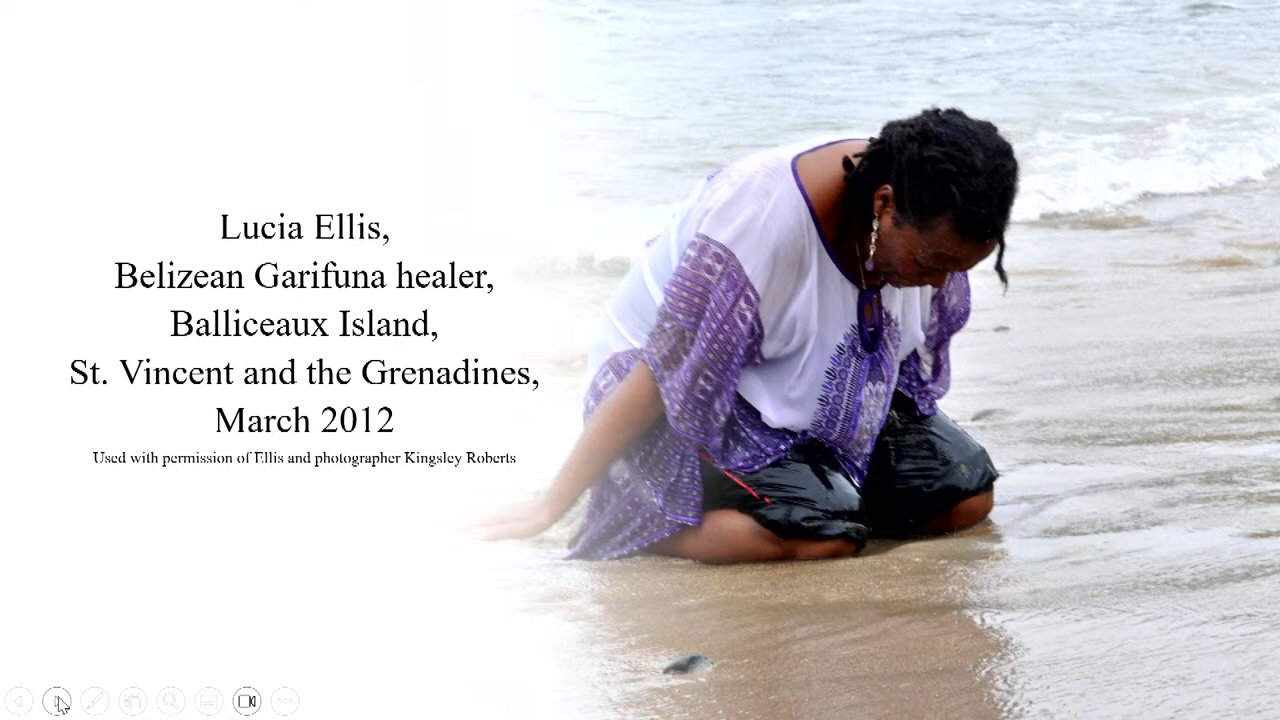 Lucia Ellis,
Belizean Garifuna healer,
Balliceaux Island,
St. Vincent and the Grenadines,
March 2012
Used with permission of Ellis and photographer Kingsley Roberts